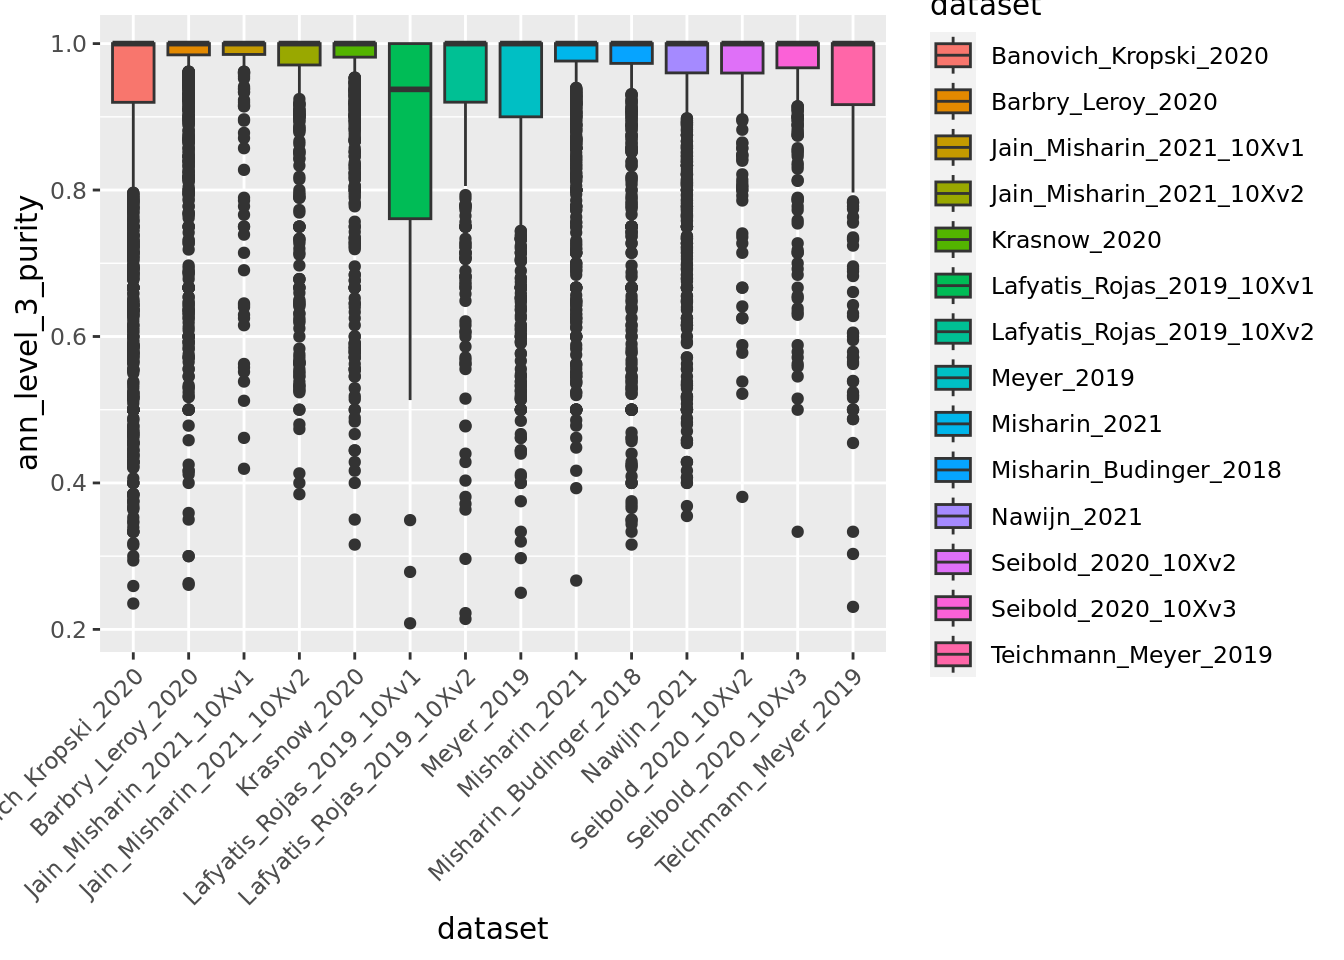 dataset
1.0
0.8
0.6
0.4
0.2
ann_level_3_purity
Banovich_Kropski_2020
Barbry_Leroy_2020
Jain_Misharin_2021_10Xv1
Jain_Misharin_2021_10Xv2
Krasnow_2020
Lafyatis_Rojas_2019_10Xv1
Lafyatis_Rojas_2019_10Xv2
Meyer_2019
Misharin_2021
Misharin_Budinger_2018
Nawijn_2021
Seibold_2020_10Xv2
Seibold_2020_10Xv3
Teichmann_Meyer_2019
ch_Kropski_2020
Barbry_Leroy_2020
Jain_Misharin_2021_10Xv1
Jain_Misharin_2021_10Xv2
Krasnow_2020
Lafyatis_Rojas_2019_10Xv1
Lafyatis_Rojas_2019_10Xv2
Meyer_2019
Misharin_2021
Misharin_Budinger_2018
Nawijn_2021
Seibold_2020_10Xv2
Seibold_2020_10Xv3
Teichmann_Meyer_2019
dataset